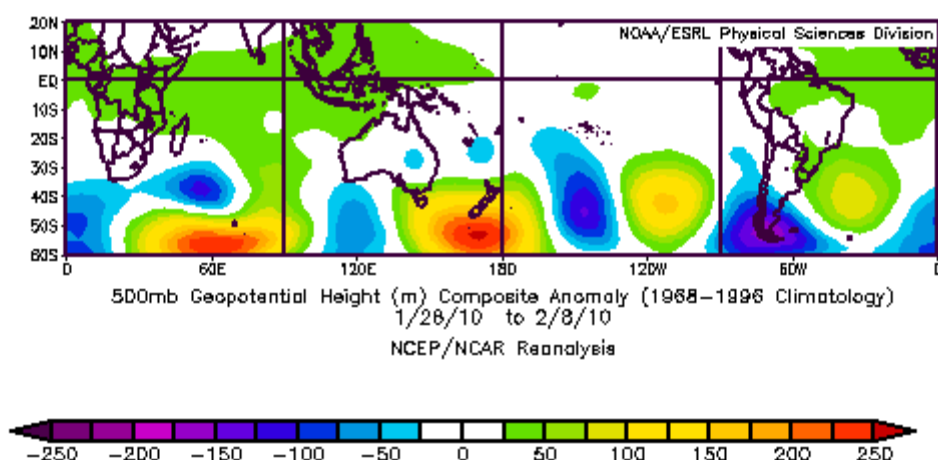 20N
NOAA/ESRL Physical Sciences Division
10N
EQ
10S
20S
30S
40S
50S
60S
0 60E 120E 180 120W 60W 0
500mb Geopotential Height (m) Composite Anomaly (1968-1996 Climatology)
1/28/10 to 2/8/10
NCEP/NCAR Reanalysis
-250 -200 -150 -100 -50 0 50 100 150 200 250